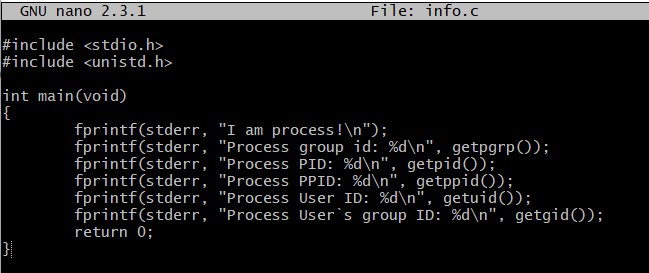 GNU nano 2.3.1 File: info.c
#include <stdio.h>
#include <unistd.h>
int main(void)
{
fprintf(stderr, "I am process!\n");
fprintf(stderr, "Process group id: %d\n", getpgrp());
fprintf(stderr, "Process PID: %d\n", getpid());
fprintf(stderr, "Process PPID: %d\n", getppid());
fprintf(stderr, "Process User ID: %d\n", getuid());
fprintf(stderr, "Process User`s group ID: %d\n", getgid());
return 0;
}